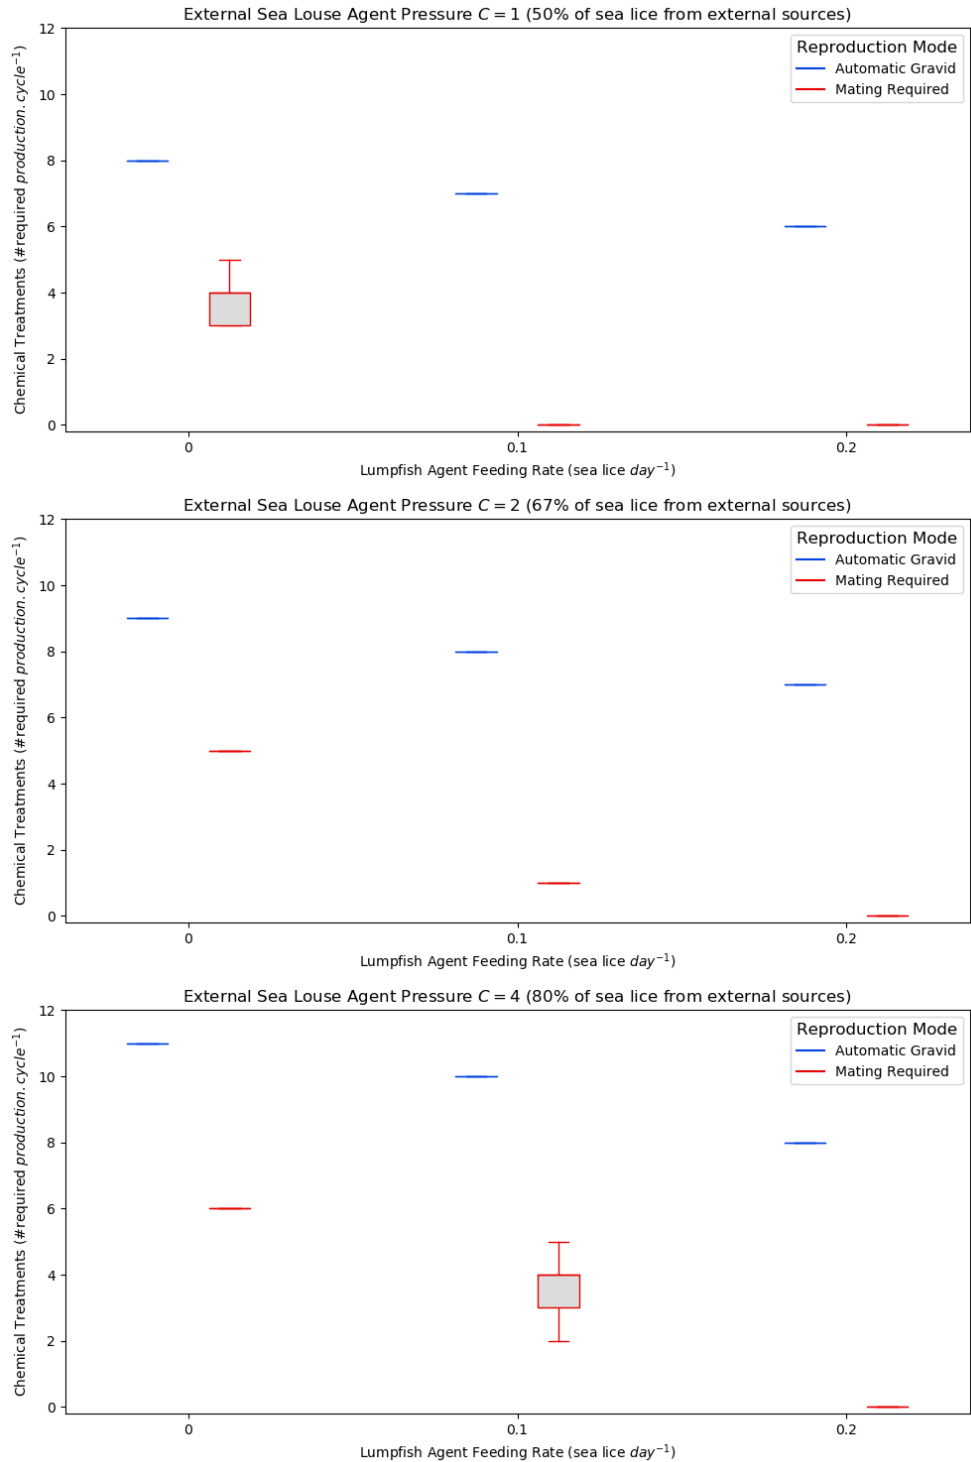 External Sea Louse Agent Pressure C = 1 (50% of sea lice from external sources)
12
10
8
6
4
2
0
Chemical Treatments (#required production.cycle⁻¹)
Reproduction Mode
Automatic Gravid
Mating Required
0 0.1 0.2
Lumpfish Agent Feeding Rate (sea lice day⁻¹)
External Sea Louse Agent Pressure C = 2 (67% of sea lice from external sources)
12
10
8
6
4
2
0
Chemical Treatments (#required production.cycle⁻¹)
Reproduction Mode
Automatic Gravid
Mating Required
0 0.1 0.2
Lumpfish Agent Feeding Rate (sea lice day⁻¹)
External Sea Louse Agent Pressure C = 4 (80% of sea lice from external sources)
12
10
8
6
4
2
0
Chemical Treatments (#required production.cycle⁻¹)
Reproduction Mode
Automatic Gravid
Mating Required
0 0.1 0.2
Lumpfish Agent Feeding Rate (sea lice day⁻¹)